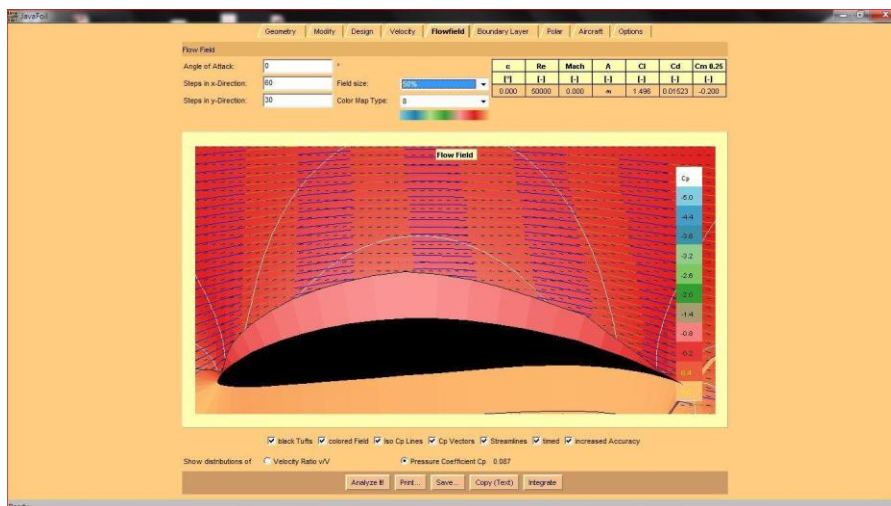 JavaFoil
Geometry Modify Design Velocity Flowfield Boundary Layer Polar Aircraft Options
Flow Field
Angle of Attack: 0 °
Steps in x-Direction: 60 Field size: 50%
Steps in y-Direction: 30 Color Map Type: 8
α Re Mach A Cl Cd Cm 0.25
[°] [-] [-] [-] [-] [-] [-]
0.000 50000 0.000 ∞ 1.496 0.01523 -0.200
Flow Field
Cp
-5.0
-4.4
-3.8
-3.2
-2.6
-2.0
-1.4
-0.8
-0.2
0.4
black Tufts colored Field Iso Cp Lines Cp Vectors Streamlines timed increased Accuracy
Show distributions of Velocity Ratio v/V Pressure Coefficient Cp 0.987
Analyze It! Print... Save... Copy (Text) Integrate